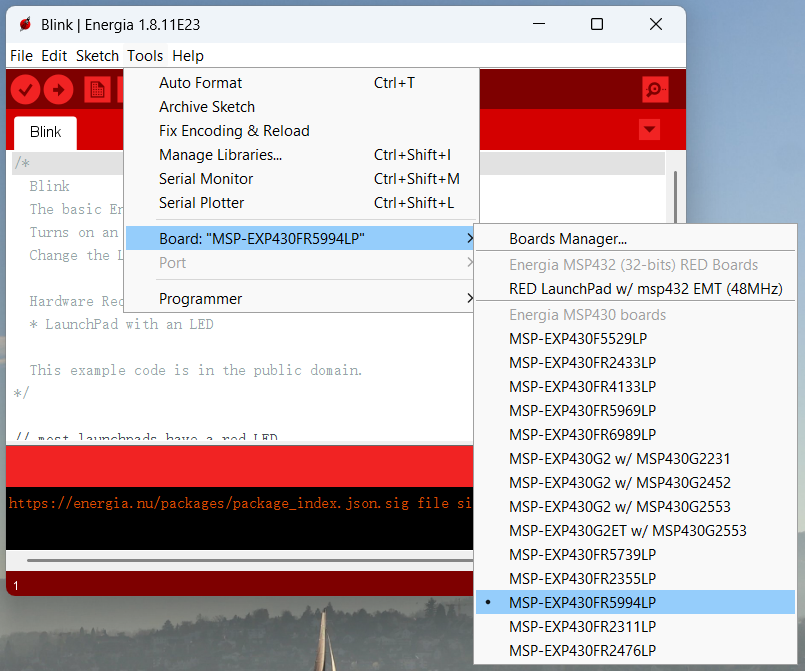 Blink | Energia 1.8.11E23
File Edit Sketch Tools Help
Auto Format Ctrl+T
Archive Sketch
Fix Encoding & Reload
Manage Libraries... Ctrl+Shift+I
Serial Monitor Ctrl+Shift+M
Serial Plotter Ctrl+Shift+L
Board: "MSP-EXP430FR5994LP"
Port
Programmer
Boards Manager...
Energia MSP432 (32-bits) RED Boards
RED LaunchPad w/ msp432 EMT (48MHz)
Energia MSP430 boards
MSP-EXP430F5529LP
MSP-EXP430FR2433LP
MSP-EXP430FR4133LP
MSP-EXP430FR5969LP
MSP-EXP430FR6989LP
MSP-EXP430G2 w/ MSP430G2231
MSP-EXP430G2 w/ MSP430G2452
MSP-EXP430G2 w/ MSP430G2553
MSP-EXP430G2ET w/ MSP430G2553
MSP-EXP430FR5739LP
MSP-EXP430FR2355LP
• MSP-EXP430FR5994LP
MSP-EXP430FR2311LP
MSP-EXP430FR2476LP
Blink
/*
Blink
The basic
Turns on an
Change the
Hardware
* LaunchPad with an LED
This example code is in the public domain.
*/
// most launchpads have a red LED
https://energia.nu/packages/package_index.json.sig file
1